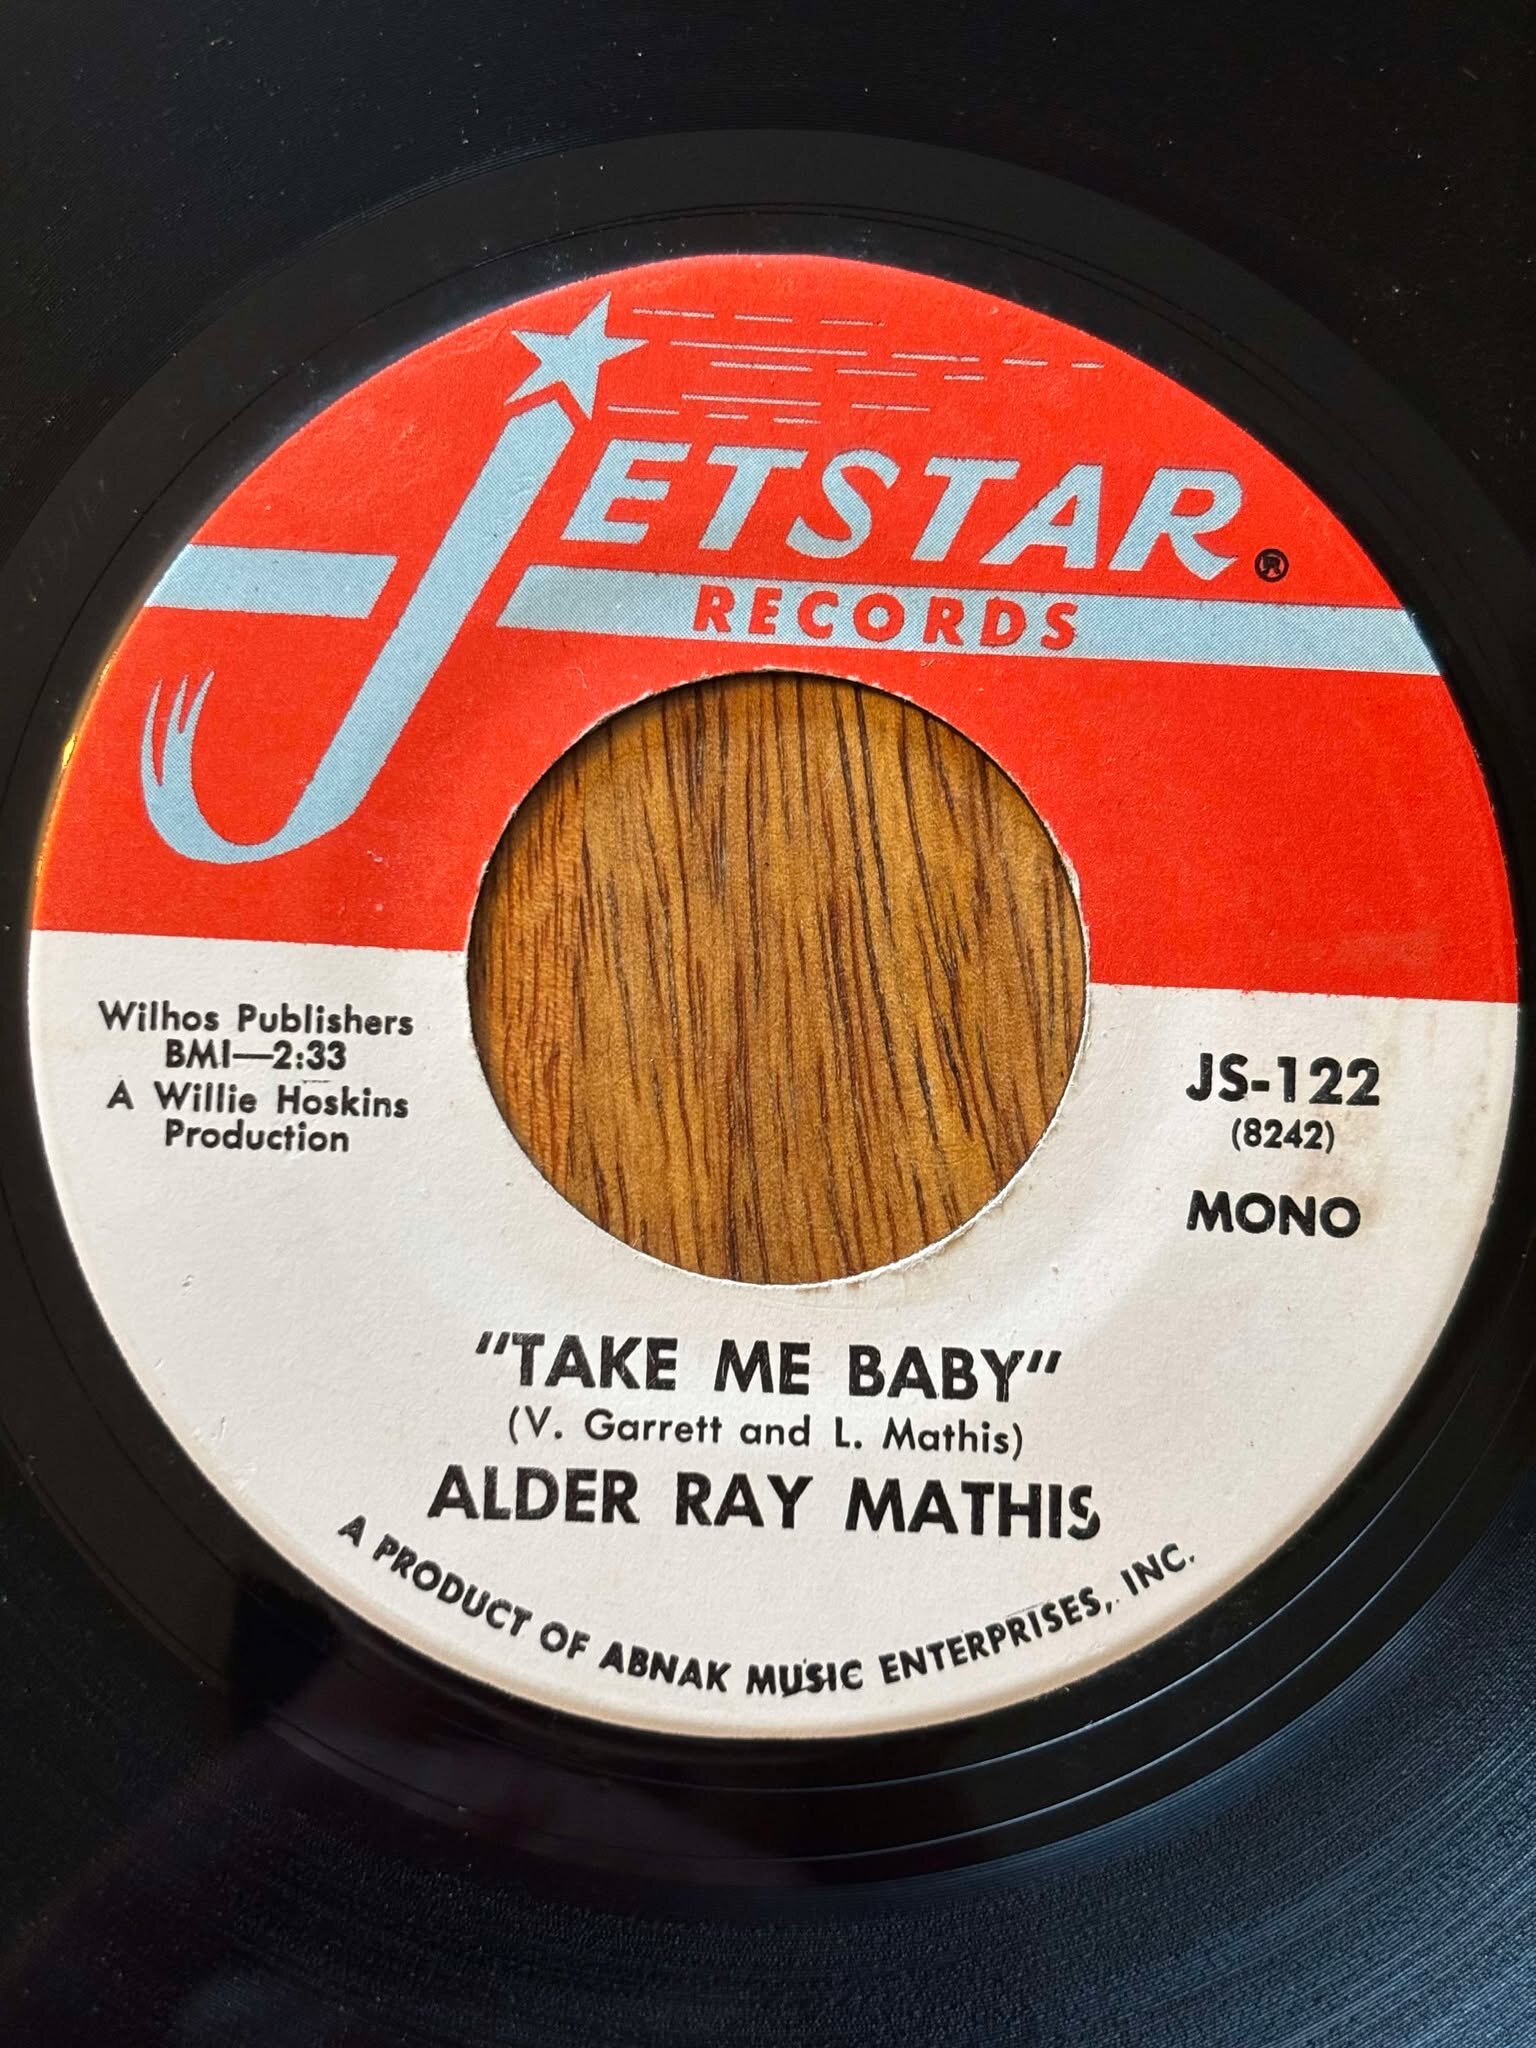 JETSTAR ®
RECORDS
Wilhos Publishers
BMI—2:33
A Willie Hoskins
Production
JS-122
(8242)
MONO
"TAKE ME BABY"
(V. Garrett and L. Mathis)
ALDER RAY MATHIS
A PRODUCT OF ABNAK MUSIC ENTERPRISES, INC.